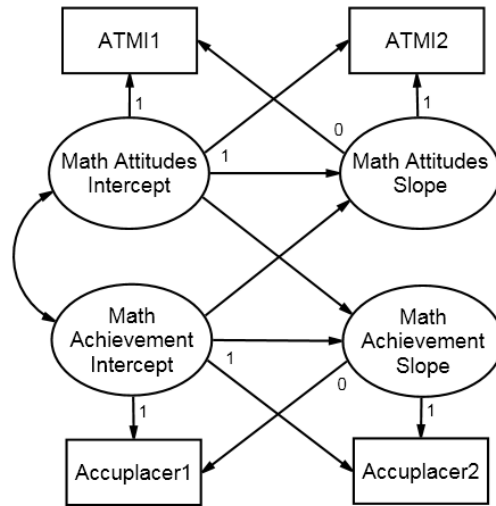 ATMI1
ATMI2
1
1
0
1
Math Attitudes
Intercept
Math Attitudes
Slope
Math
Achievement
Intercept
Math
Achievement
Slope
1
0
1
1
Accuplacer1
Accuplacer2